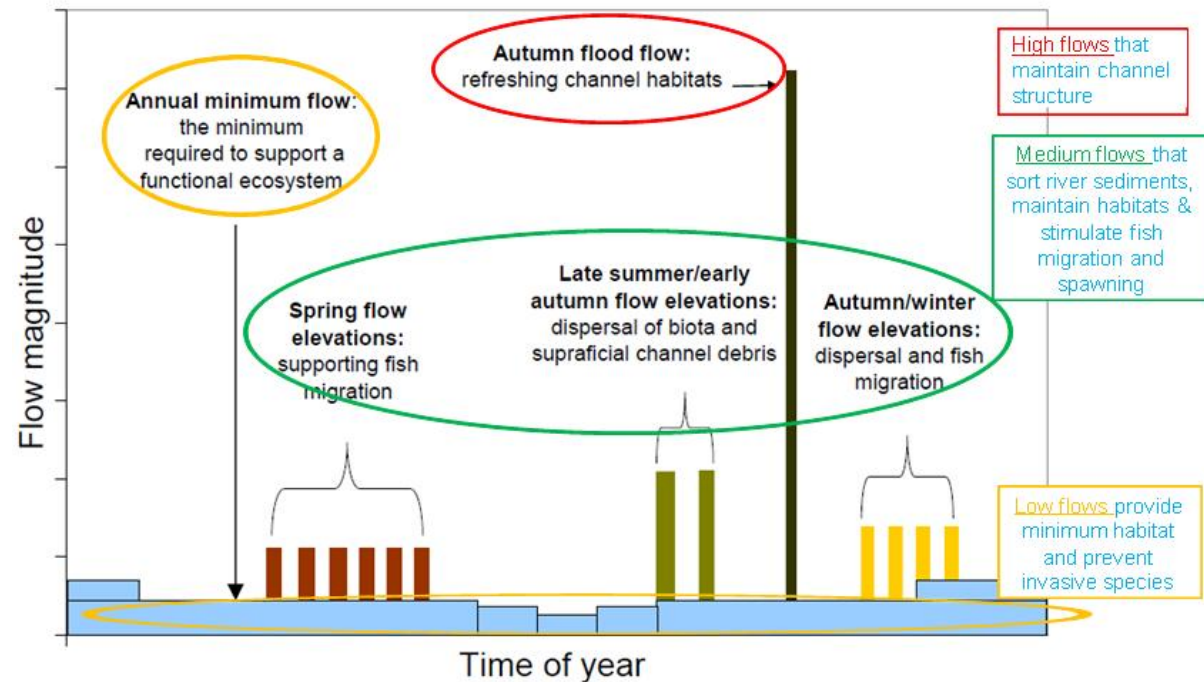 Autumn flood flow:
refreshing channel habitats
High flows that
maintain channel
structure
Annual minimum flow:
the minimum
required to support a
functional ecosystem
Medium flows that
sort river sediments,
maintain habitats &
stimulate fish
migration and
spawning
Flow magnitude
Spring flow
elevations:
supporting fish
migration
Late summer/early
autumn flow elevations:
dispersal of biota and
supraficial channel debris
Autumn/winter
flow elevations:
dispersal and fish
migration
Low flows provide
minimum habitat
and prevent
invasive species
Time of year